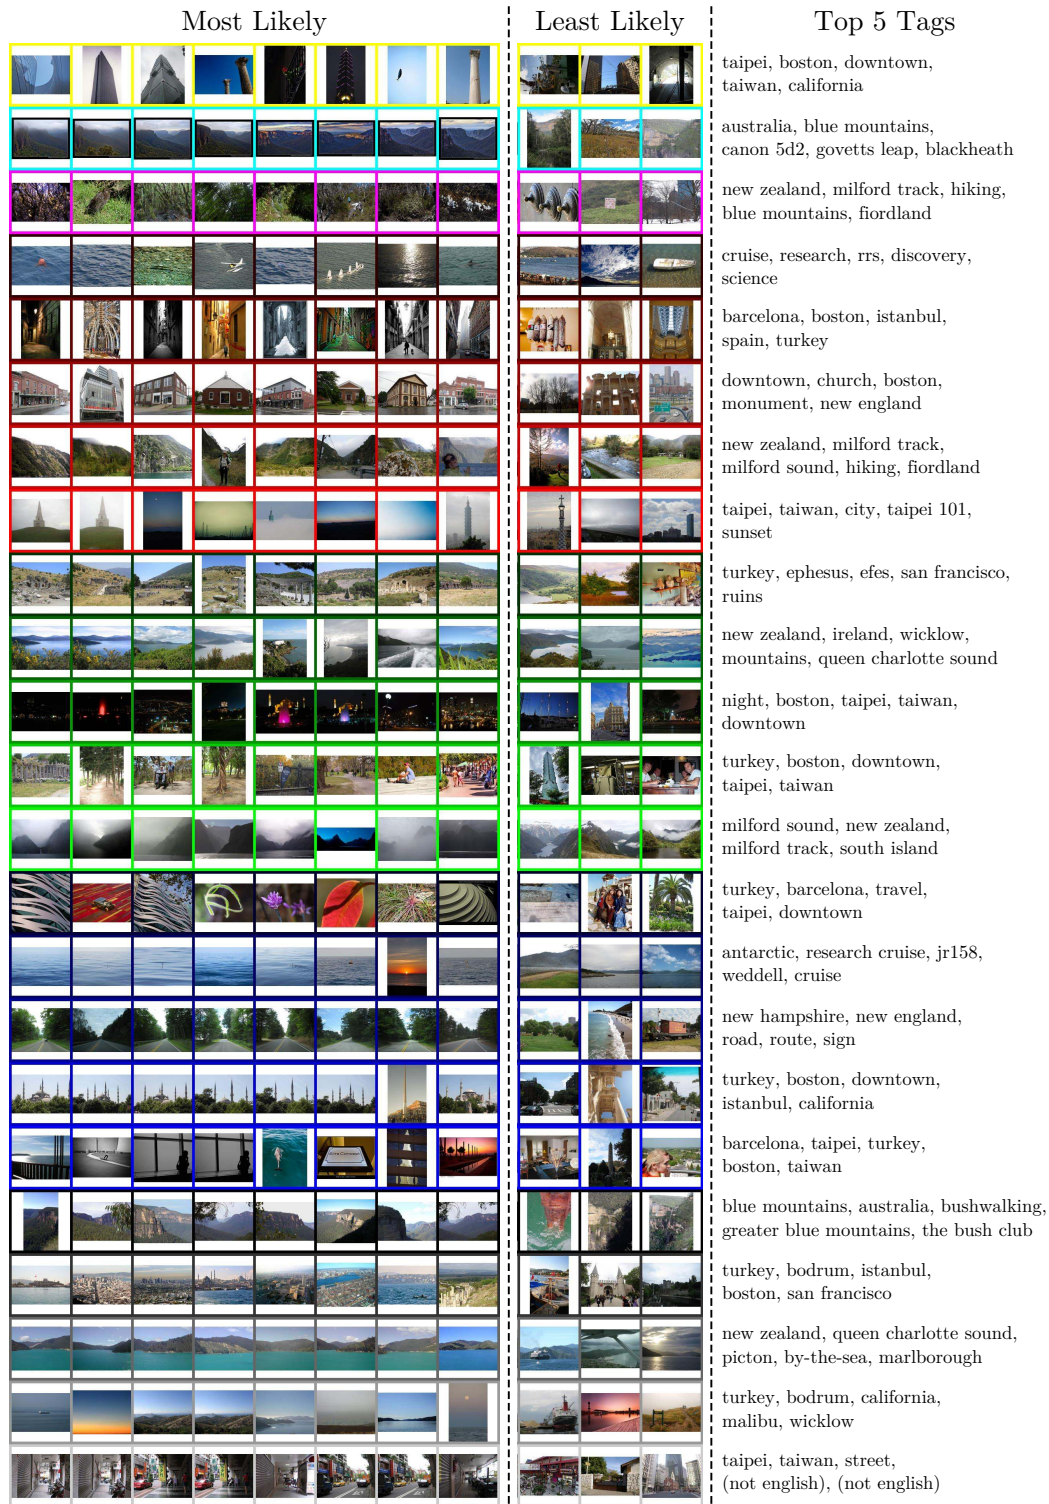 Most Likely
Least Likely
Top 5 Tags
taipei, boston, downtown,
taiwan, california
australia, blue mountains,
canon 5d2, govetts leap, blackheath
new zealand, milford track, hiking,
blue mountains, fiordland
cruise, research, rrs, discovery,
science
barcelona, boston, istanbul,
spain, turkey
downtown, church, boston,
monument, new england
new zealand, milford track,
milford sound, hiking, fiordland
taipei, taiwan, city, taipei 101,
sunset
turkey, ephesus, efes, san francisco,
ruins
new zealand, ireland, wicklow,
mountains, queen charlotte sound
night, boston, taipei, taiwan,
downtown
turkey, boston, downtown,
taipei, taiwan
milford sound, new zealand,
milford track, south island
turkey, barcelona, travel,
taipei, downtown
antarctic, research cruise, jr158,
weddell, cruise
new hampshire, new england,
road, route, sign
turkey, boston, downtown,
istanbul, california
barcelona, taipei, turkey,
boston, taiwan
blue mountains, australia, bushwalking,
greater blue mountains, the bush club
turkey, bodrum, istanbul,
boston, san francisco
new zealand, queen charlotte sound,
picton, by-the-sea, marlborough
turkey, bodrum, california,
malibu, wicklow
taipei, taiwan, street,
(not english), (not english)